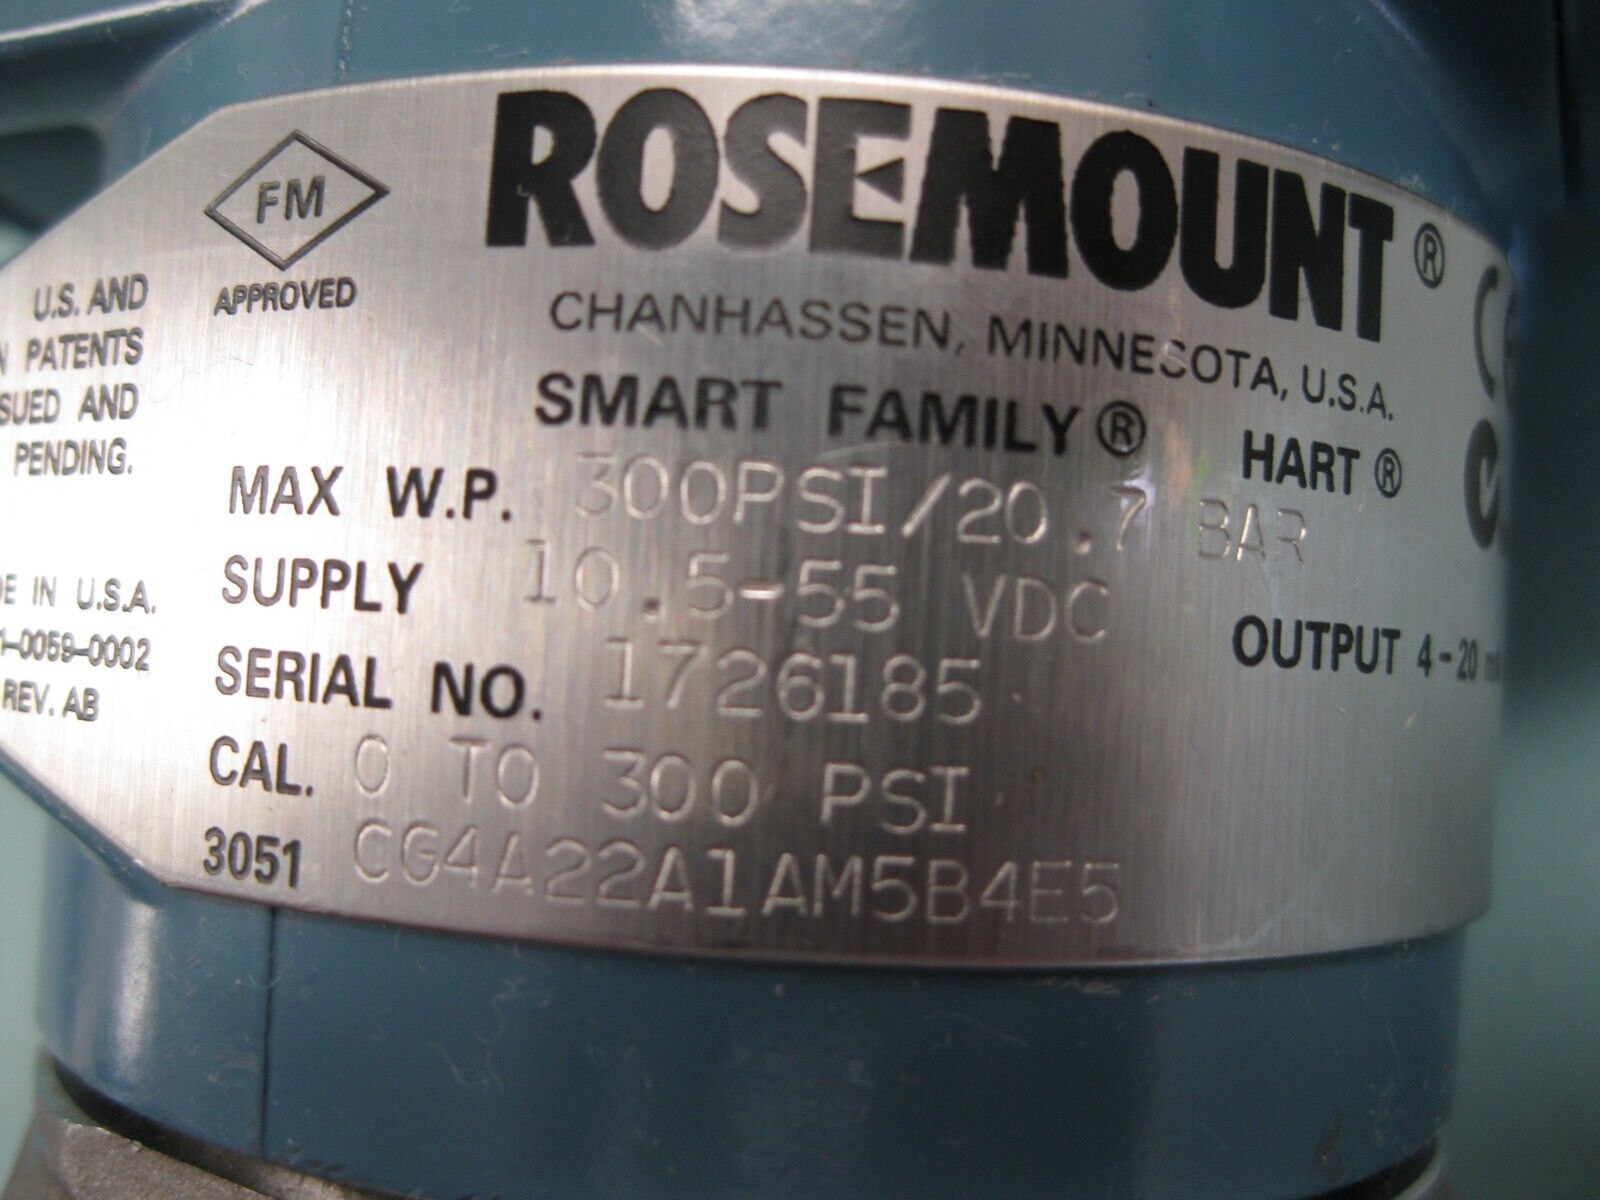 FM
APPROVED
ROSEMOUNT®
CHANHASSEN, MINNESOTA, U.S.A.
SMART FAMILY® HART®
U.S. AND
PATENTS
AND
PENDING.
MAX W.P. 300PSI/20.7 BAR
SUPPLY 10.5-55 VDC
OUTPUT 4-20
SERIAL NO. 1726185
CAL. 0 TO 300 PSI
3051 CG4A22A1AM5B4E5
IN U.S.A.
-0059-0002
REV. AB